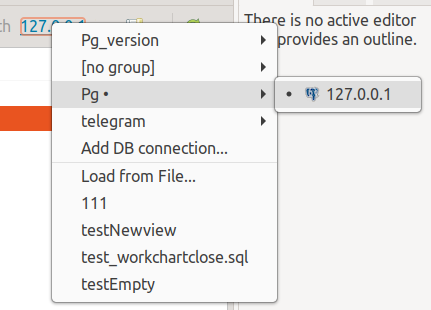 th 127.0.0.1
There is no active editor
provides an outline.
Pg_version
[no group]
Pg •
• 127.0.0.1
telegram
Add DB connection...
Load from File...
111
testNewview
test_workchartclose.sql
testEmpty